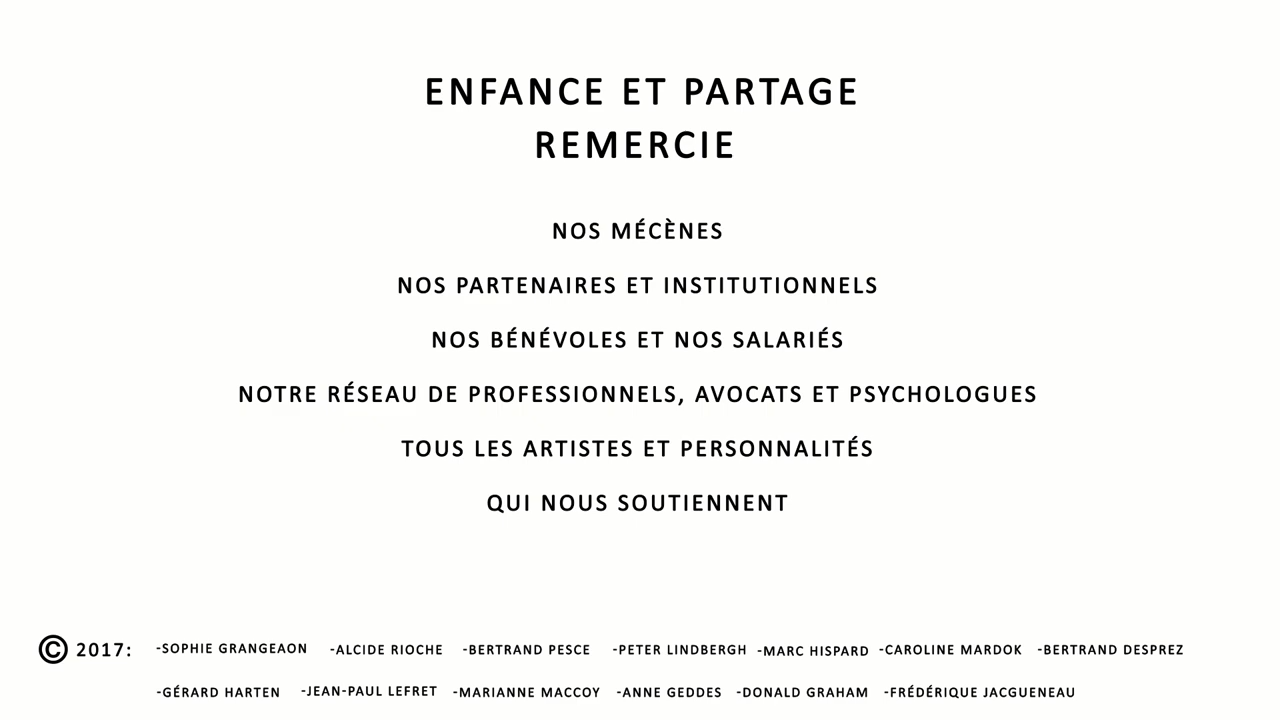 ENFANCE ET PARTAGE
REMERCIE
NOS MÉCÈNES
NOS PARTENAIRES ET INSTITUTIONNELS
NOS BÉNÉVOLES ET NOS SALARIÉS
NOTRE RÉSEAU DE PROFESSIONNELS, AVOCATS ET PSYCHOLOGUES
TOUS LES ARTISTES ET PERSONNALITÉS
QUI NOUS SOUTIENNENT
© 2017: -SOPHIE GRANGEAON -ALCIDE RIOCHE -BERTRAND PESCE -PETER LINDBERGH -MARC HISPARD -CAROLINE MARDOK -BERTRAND DESPREZ
-GÉRARD HARTEN -JEAN-PAUL LEFRET -MARIANNE MACCOY -ANNE GEDDES -DONALD GRAHAM -FRÉDÉRIQUE JACGUENEAU